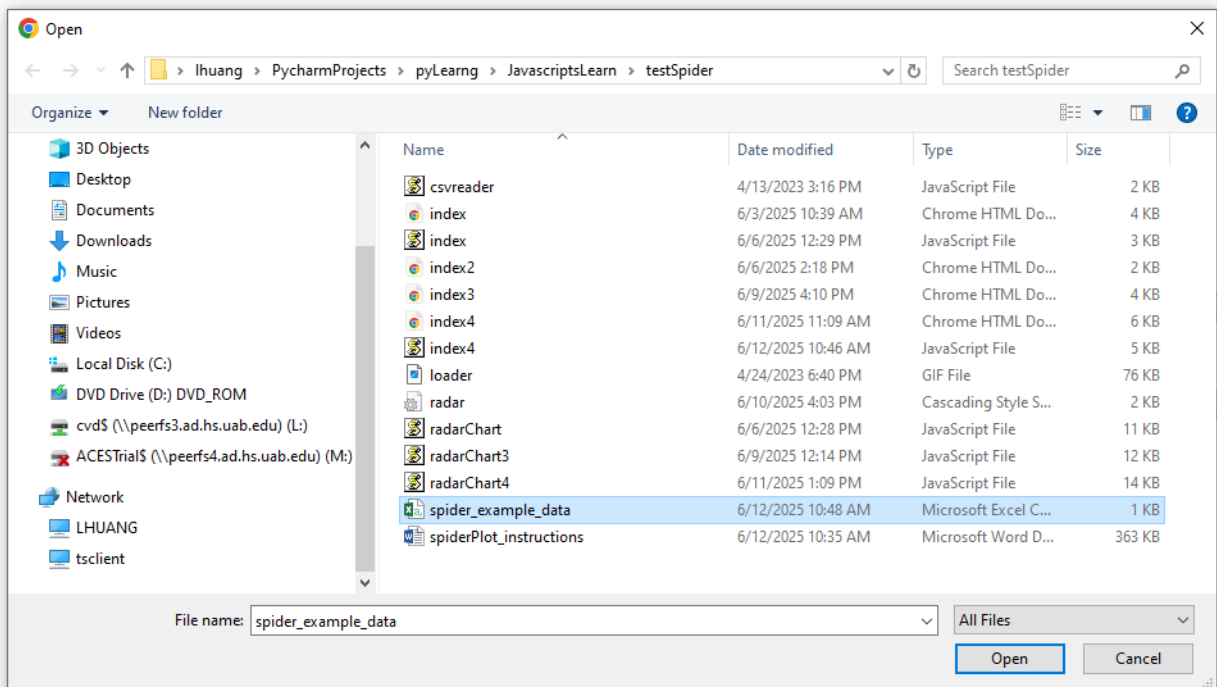 Open
lhuang > PycharmProjects > pyLearng > JavascriptsLearn > testSpider
Search testSpider
Organize
New folder
3D Objects
Desktop
Documents
Downloads
Music
Pictures
Videos
Local Disk (C:)
DVD Drive (D:) DVD_ROM
cvd$ (\\peerfs3.ad.hs.uab.edu) (L:)
ACESTrial$ (\\peerfs4.ad.hs.uab.edu) (M:)
Network
LHUANG
tsclient
Name Date modified Type Size
csvreader 4/13/2023 3:16 PM JavaScript File 2 KB
index 6/3/2025 10:39 AM Chrome HTML Do... 4 KB
index 6/6/2025 12:29 PM JavaScript File 3 KB
index2 6/6/2025 2:18 PM Chrome HTML Do... 2 KB
index3 6/9/2025 4:10 PM Chrome HTML Do... 4 KB
index4 6/11/2025 11:09 AM Chrome HTML Do... 6 KB
index4 6/12/2025 10:46 AM JavaScript File 5 KB
loader 4/24/2023 6:40 PM GIF File 76 KB
radar 6/10/2025 4:03 PM Cascading Style S... 2 KB
radarChart 6/6/2025 12:28 PM JavaScript File 11 KB
radarChart3 6/9/2025 12:14 PM JavaScript File 12 KB
radarChart4 6/11/2025 1:09 PM JavaScript File 14 KB
spider_example_data 6/12/2025 10:48 AM Microsoft Excel C... 1 KB
spiderPlot_instructions 6/12/2025 10:35 AM Microsoft Word D... 363 KB
File name: spider_example_data
All Files
Open
Cancel